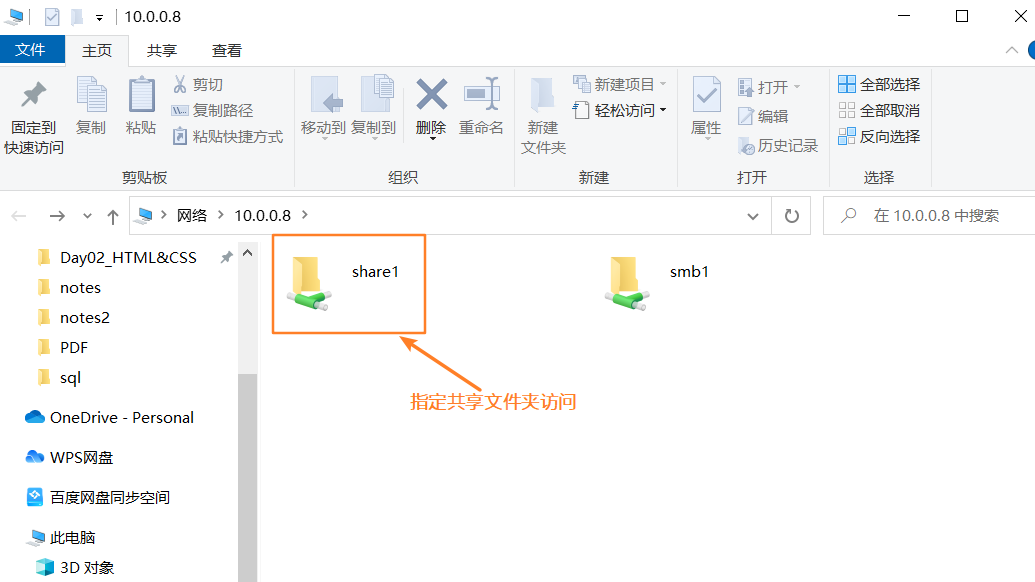 10.0.0.8
文件 主页 共享 查看
固定到
快速访问
复制
粘贴
剪切
复制路径
粘贴快捷方式
剪贴板
移动到
复制到
删除
重命名
组织
新建
文件夹
新建项目
轻松访问
新建
属性
打开
编辑
历史记录
打开
全部选择
全部取消
反向选择
选择
网络 10.0.0.8
在 10.0.0.8 中搜索
Day02_HTML&CSS
notes
notes2
PDF
sql
OneDrive - Personal
WPS网盘
百度网盘同步空间
此电脑
3D 对象
share1
smb1
指定共享文件夹访问